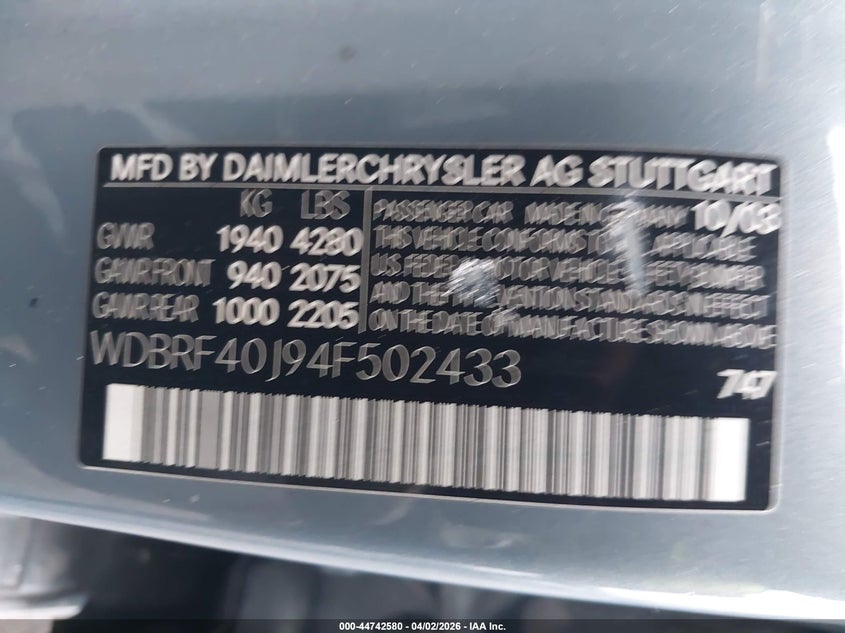 MFD BY DAIMLERCHRYSLER AG STUTTGART
KG LBS
GVWR 1940 4280
GAWR FRONT 940 2075
GAWR REAR 1000 2205
PASSENGER CAR MADE IN GERMANY 10/03
THIS VEHICLE CONFORMS TO ALL APPLICABLE
U.S. FEDERAL MOTOR VEHICLE SAFETY BUMPER
AND THEFT PREVENTION STANDARDS IN EFFECT
ON THE DATE OF MANUFACTURE SHOWN ABOVE
WDBRF40J94F502433
747
000-44742580 - 04/02/2026 - IAA Inc.